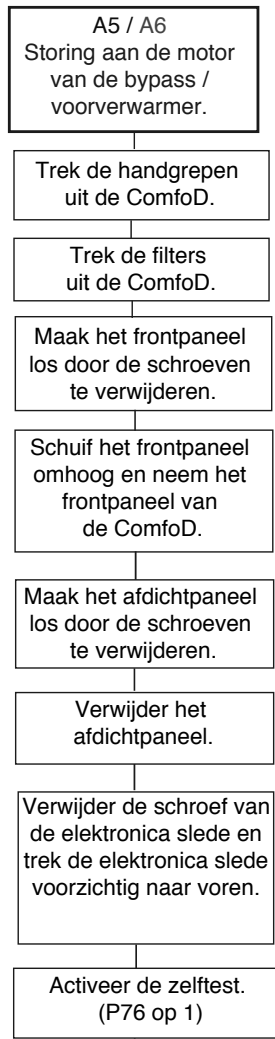 A5 / A6
Storing aan de motor
van de bypass /
voorverwarmer.
Trek de handgrepen
uit de ComfoD.
Trek de filters
uit de ComfoD.
Maak het frontpaneel
los door de schroeven
te verwijderen.
Schuif het frontpaneel
omhoog en neem het
frontpaneel van
de ComfoD.
Maak het afdichtpaneel
los door de schroeven
te verwijderen.
Verwijder het
afdichtpaneel.
Verwijder de schroef van
de elektronica slede en
trek de elektronica slede
voorzichtig naar voren.
Activeer de zelftest.
(P76 op 1)